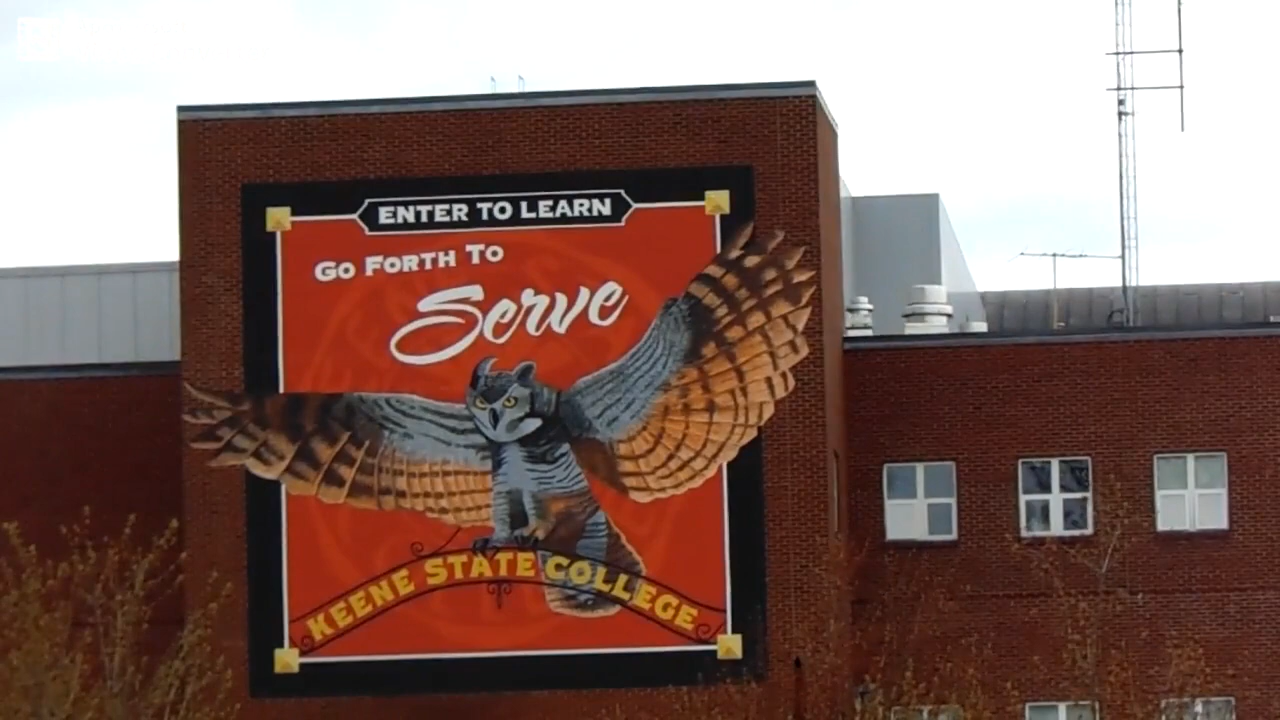 ENTER TO LEARN
GO FORTH TO
Serve
KEENE STATE COLLEGE